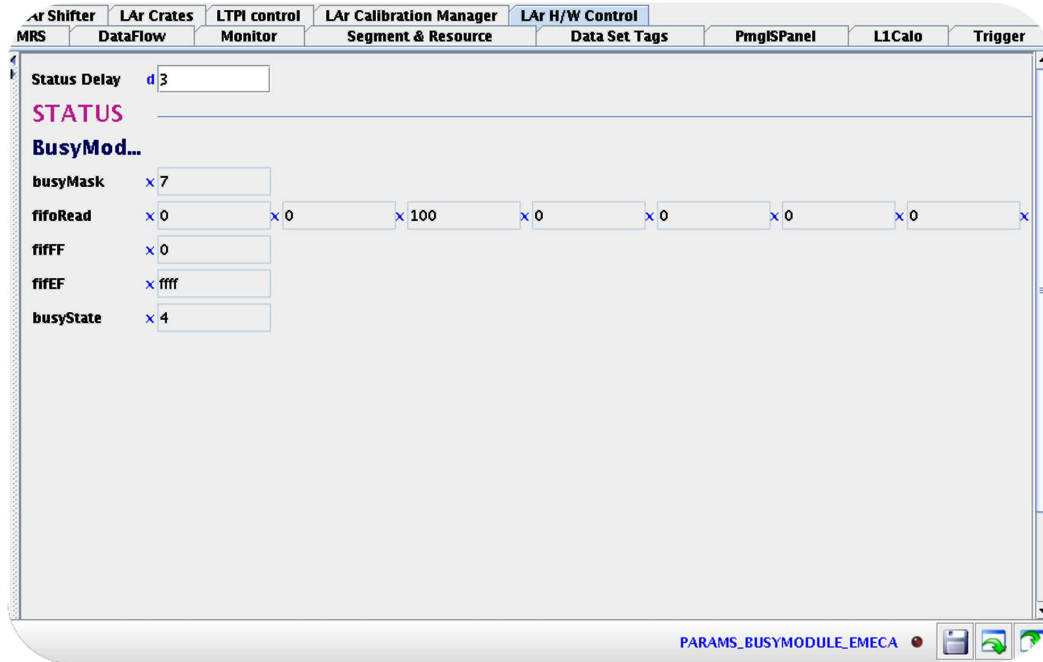 Ar Shifter LAr Crates LTPI control LAr Calibration Manager LAr H/W Control
MRS DataFlow Monitor Segment & Resource Data Set Tags PmgISPanel L1Calo Trigger
Status Delay d 3
STATUS
BusyMod...
busyMask x 7
fifoRead x 0 x 0 x 100 x 0 x 0 x 0 x 0 x
fifFF x 0
fifEF x ffff
busyState x 4
PARAMS_BUSYMODULE_EMECA